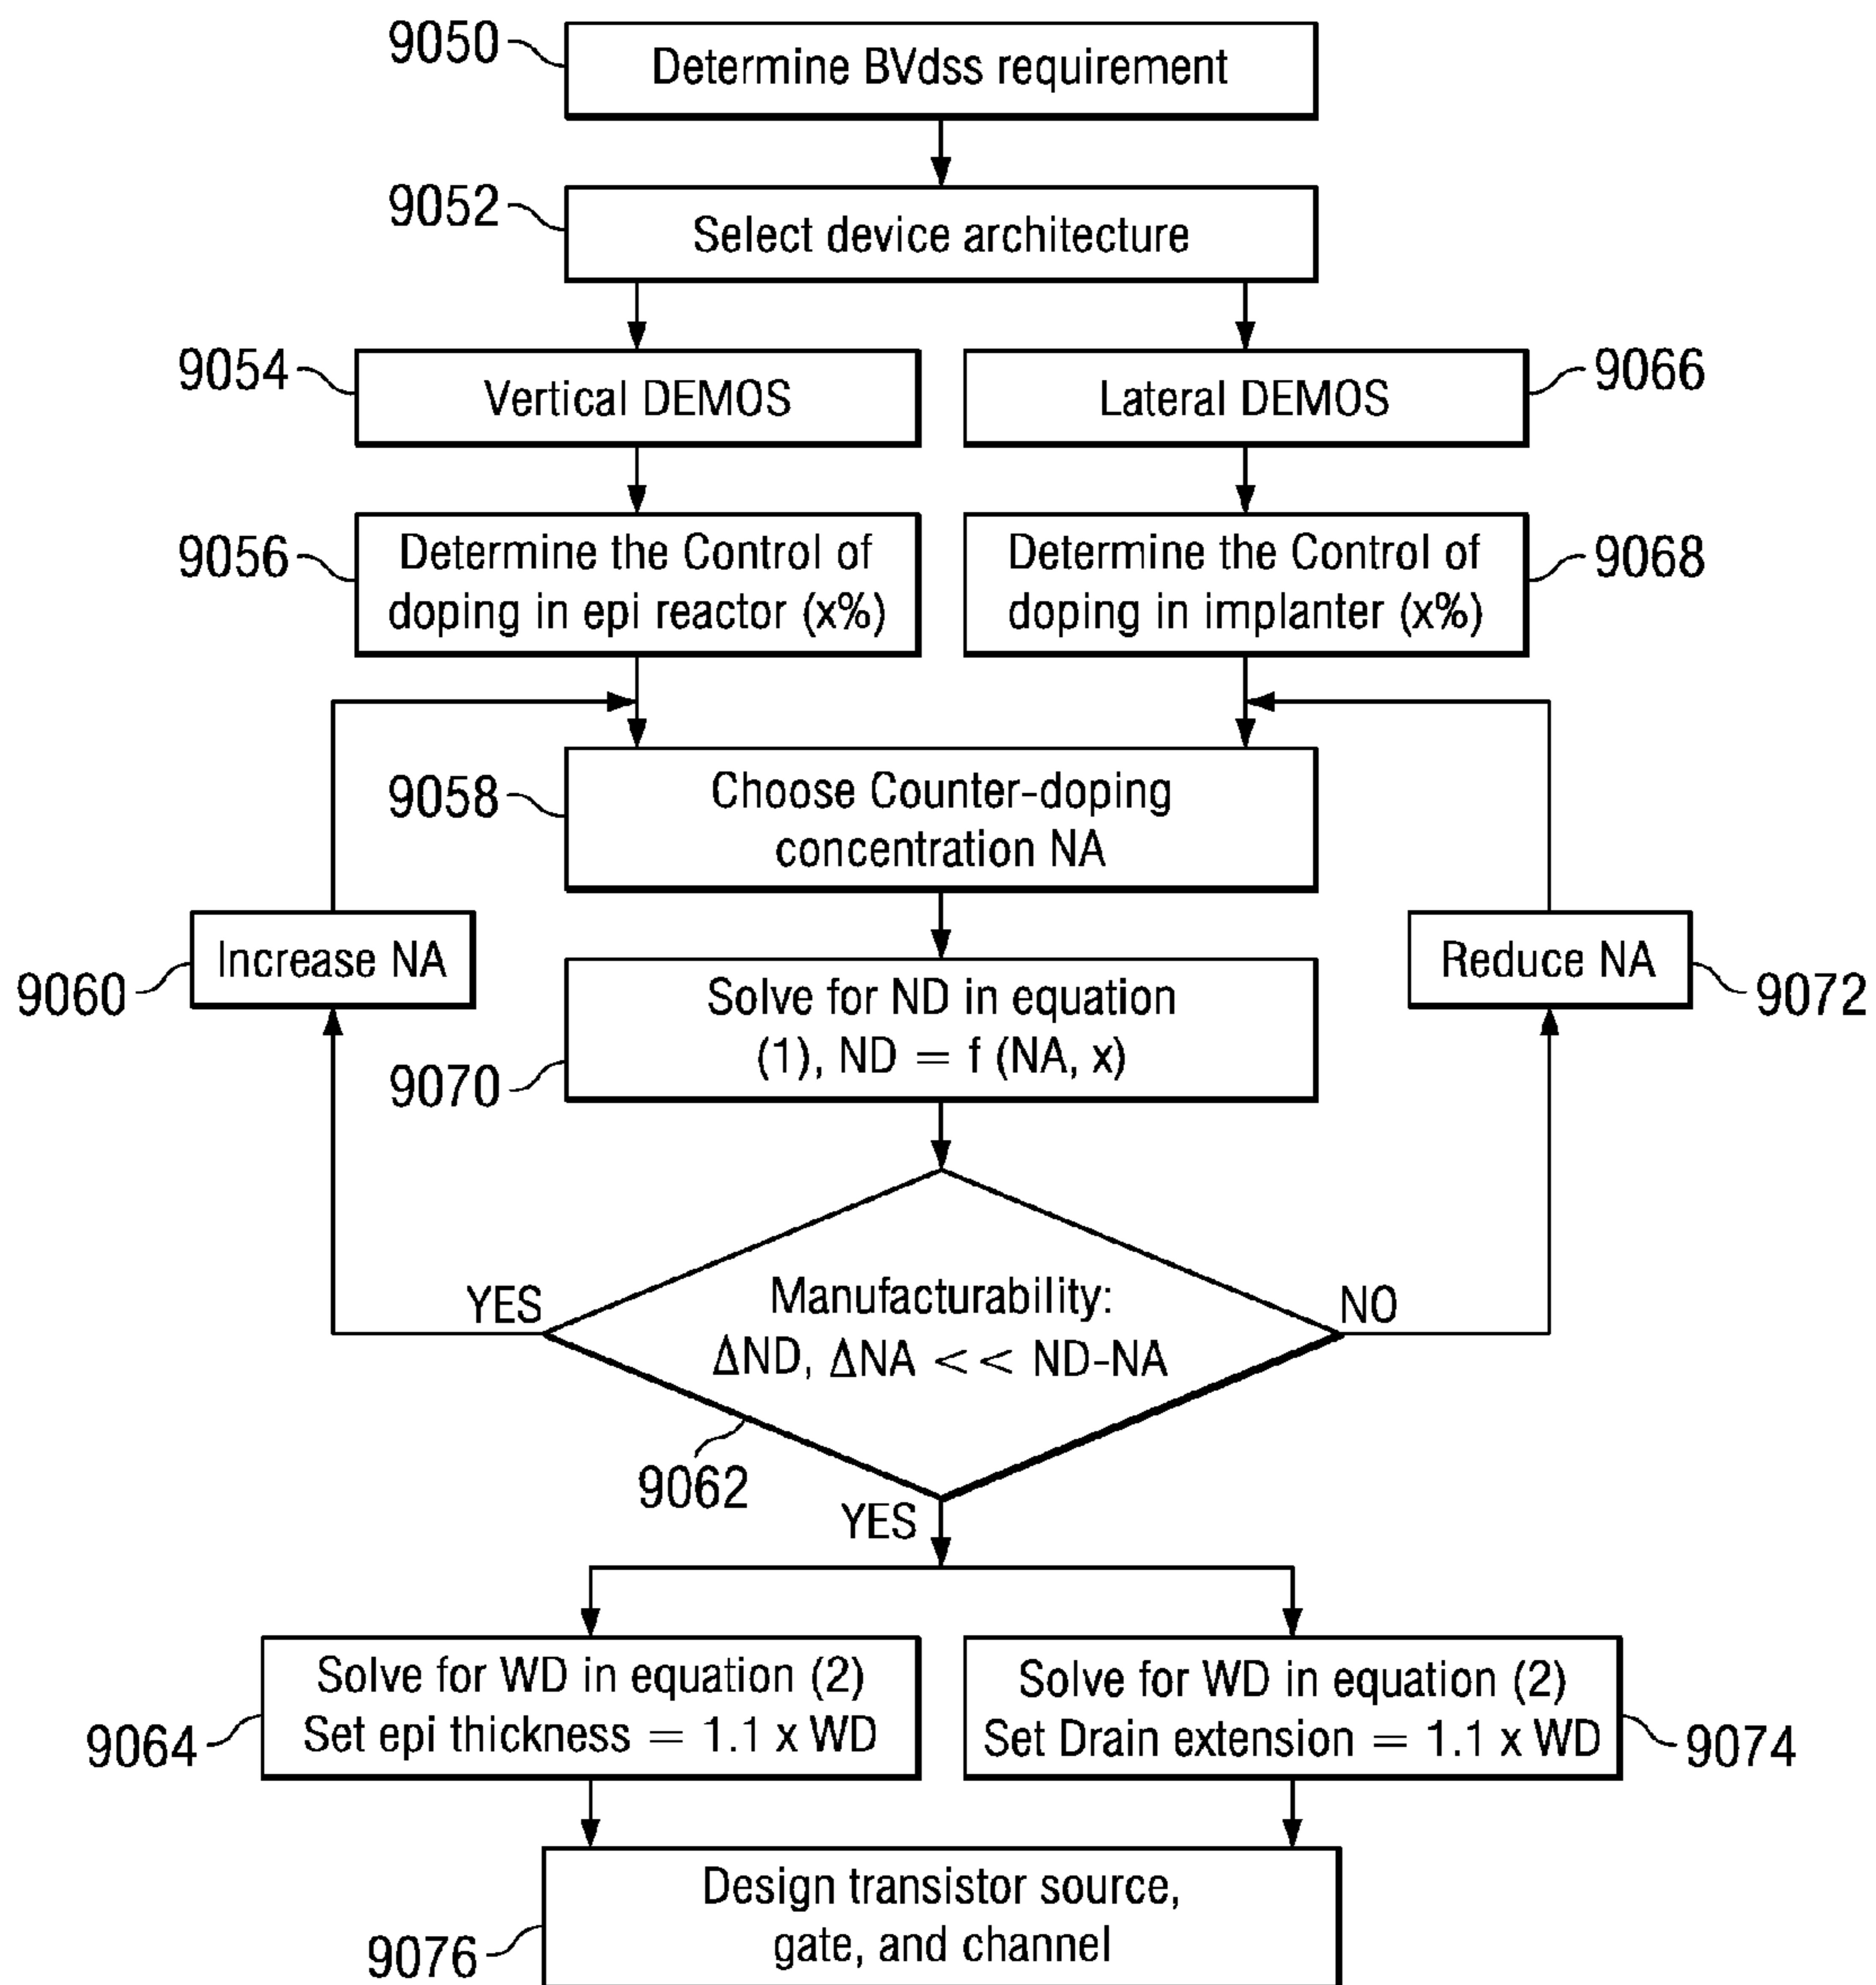 9050
Determine BVdss requirement
9052
Select device architecture
9054
Vertical DEMOS
Lateral DEMOS
9066
9056
Determine the Control of
doping in epi reactor (x%)
Determine the Control of
doping in implanter (x%)
9068
9058
Choose Counter-doping
concentration NA
9060
Increase NA
Reduce NA
9072
9070
Solve for ND in equation
(1), ND = f (NA, x)
YES
Manufacturability:
ΔND, ΔNA < < ND-NA
NO
9062
YES
9064
Solve for WD in equation (2)
Set epi thickness = 1.1 x WD
Solve for WD in equation (2)
Set Drain extension = 1.1 x WD
9074
9076
Design transistor source,
gate, and channel